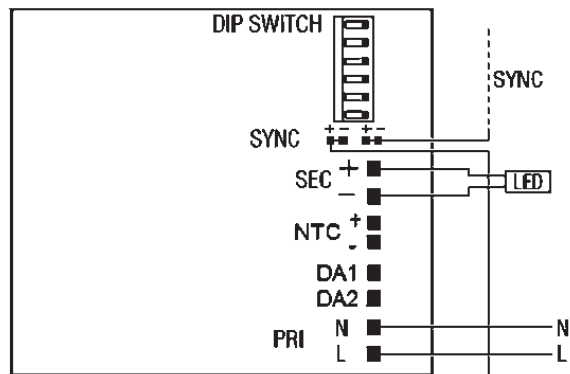 DIP SWITCH
SYNC
+ - + -
SYNC
SEC +
-
LED
NTC +
-
DA1
DA2
PRI N N
L L